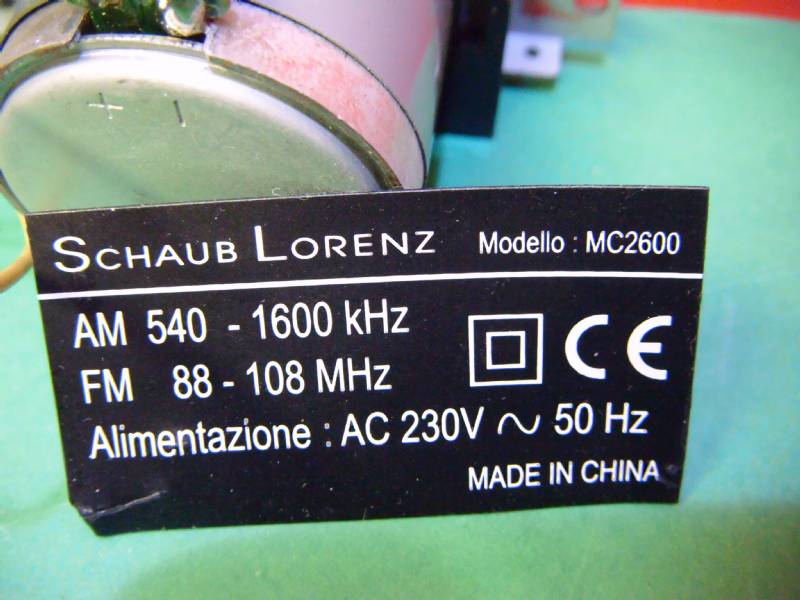 + -
SCHAUB LORENZ Modello : MC2600
AM 540 - 1600 kHz
FM 88 - 108 MHz
CE
Alimentazione : AC 230V ~ 50 Hz
MADE IN CHINA